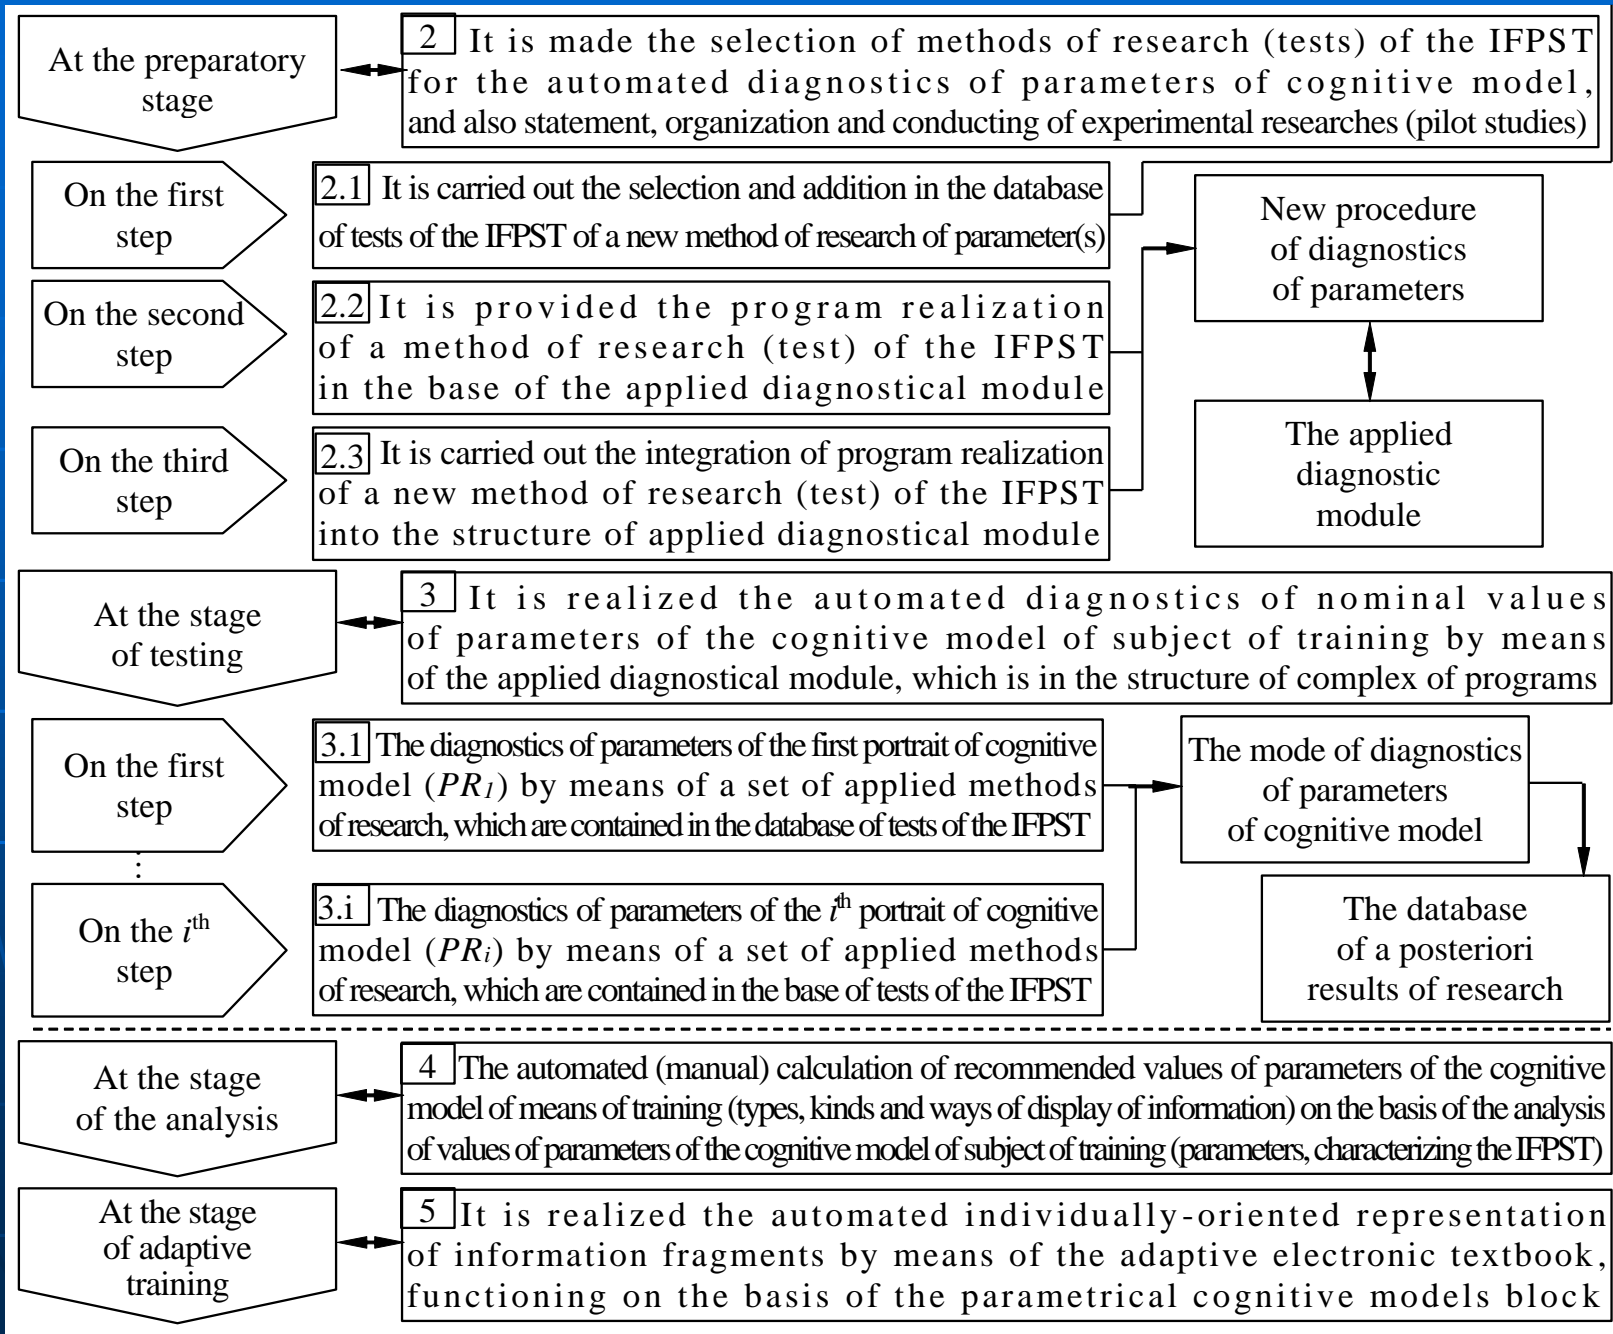 At the preparatory
stage
2 It is made the selection of methods of research (tests) of the IFPST
for the automated diagnostics of parameters of cognitive model,
and also statement, organization and conducting of experimental researches (pilot studies)
On the first
step
2.1 It is carried out the selection and addition in the database
of tests of the IFPST of a new method of research of parameter(s)
New procedure
of diagnostics
of parameters
On the second
step
2.2 It is provided the program realization
of a method of research (test) of the IFPST
in the base of the applied diagnostical module
On the third
step
2.3 It is carried out the integration of program realization
of a new method of research (test) of the IFPST
into the structure of applied diagnostical module
The applied
diagnostic
module
At the stage
of testing
3 It is realized the automated diagnostics of nominal values
of parameters of the cognitive model of subject of training by means
of the applied diagnostical module, which is in the structure of complex of programs
On the first
step
3.1 The diagnostics of parameters of the first portrait of cognitive
model (PR1) by means of a set of applied methods
of research, which are contained in the database of tests of the IFPST
The mode of diagnostics
of parameters
of cognitive model
On the ith
step
3.i The diagnostics of parameters of the ith portrait of cognitive
model (PRi) by means of a set of applied methods
of research, which are contained in the base of tests of the IFPST
The database
of a posteriori
results of research
At the stage
of the analysis
4 The automated (manual) calculation of recommended values of parameters of the cognitive
model of means of training (types, kinds and ways of display of information) on the basis of the analysis
of values of parameters of the cognitive model of subject of training (parameters, characterizing the IFPST)
At the stage
of adaptive
training
5 It is realized the automated individually-oriented representation
of information fragments by means of the adaptive electronic textbook,
functioning on the basis of the parametrical cognitive models block